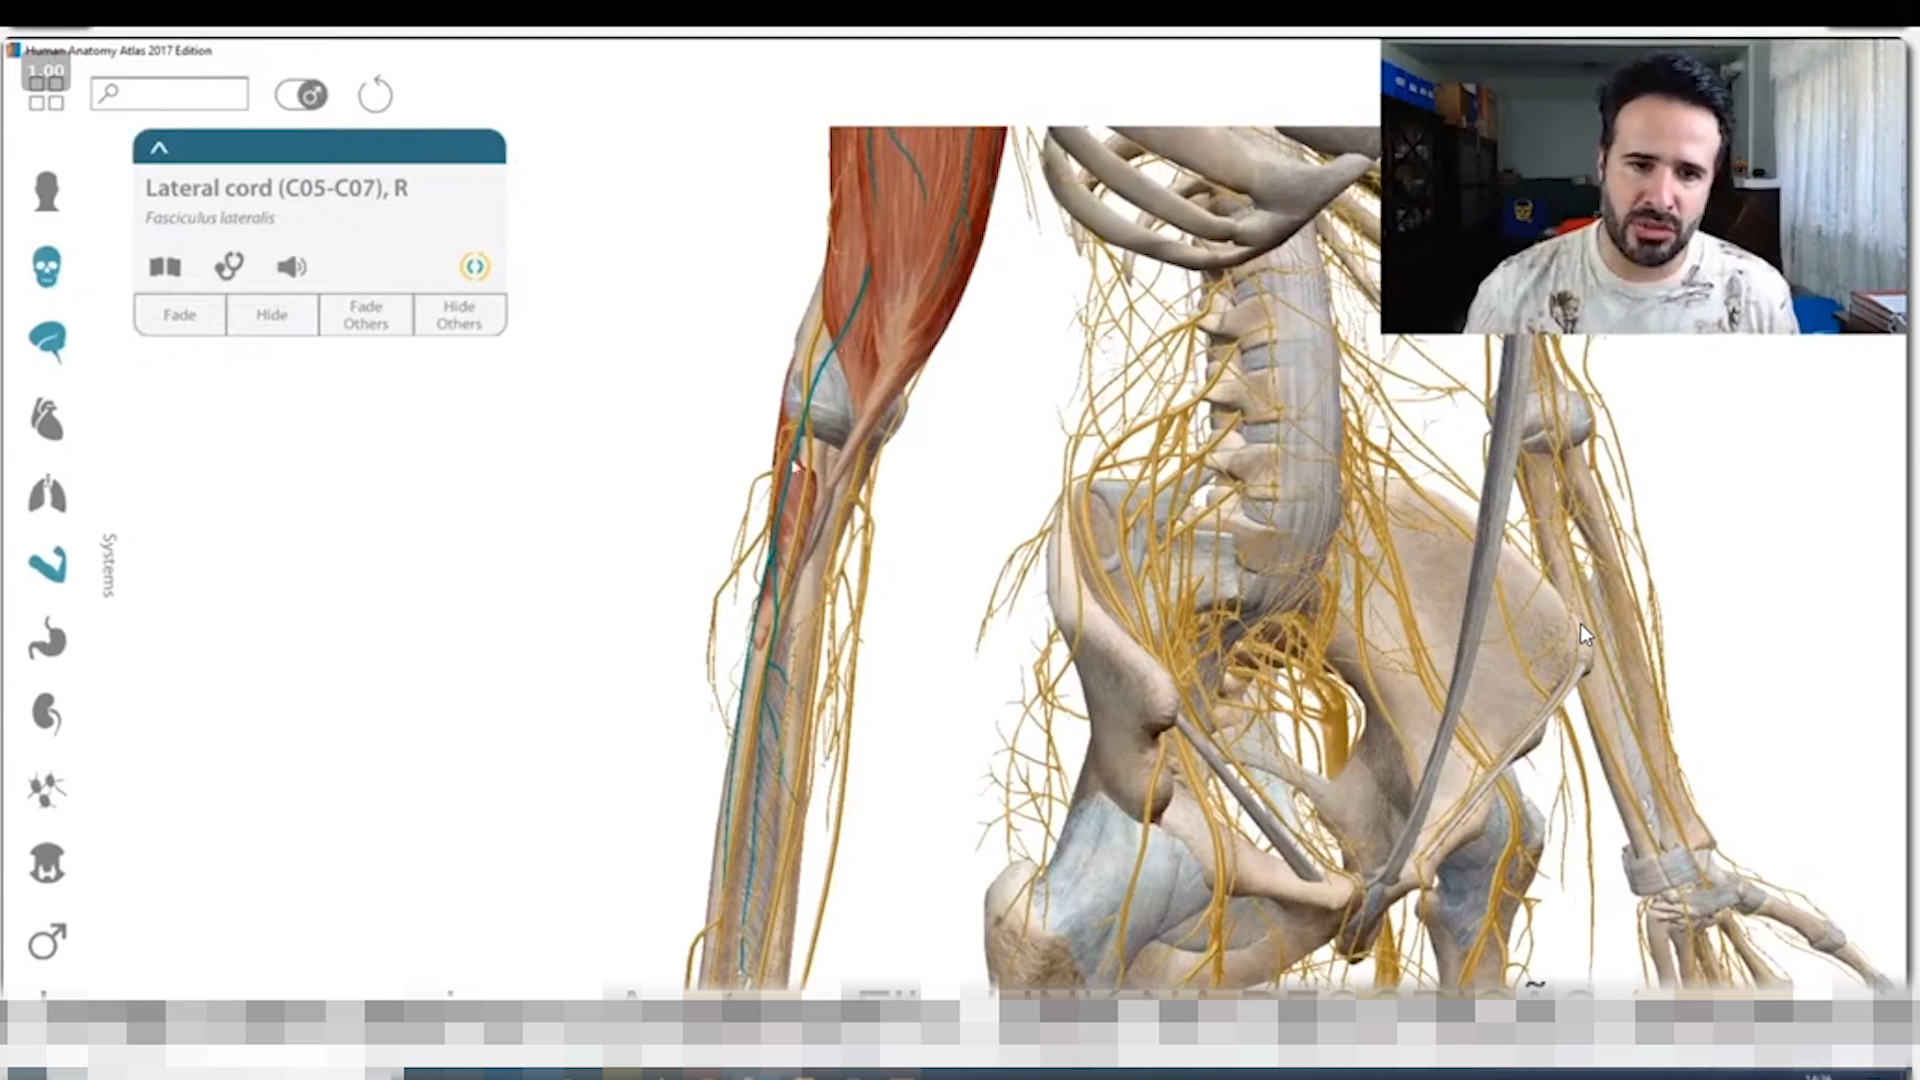 Human Anatomy Atlas 2017 Edition
1.00
Lateral cord (C05-C07), R
Fasciculus lateralis
Fade
Hide
Fade
Others
Hide
Others
Systems